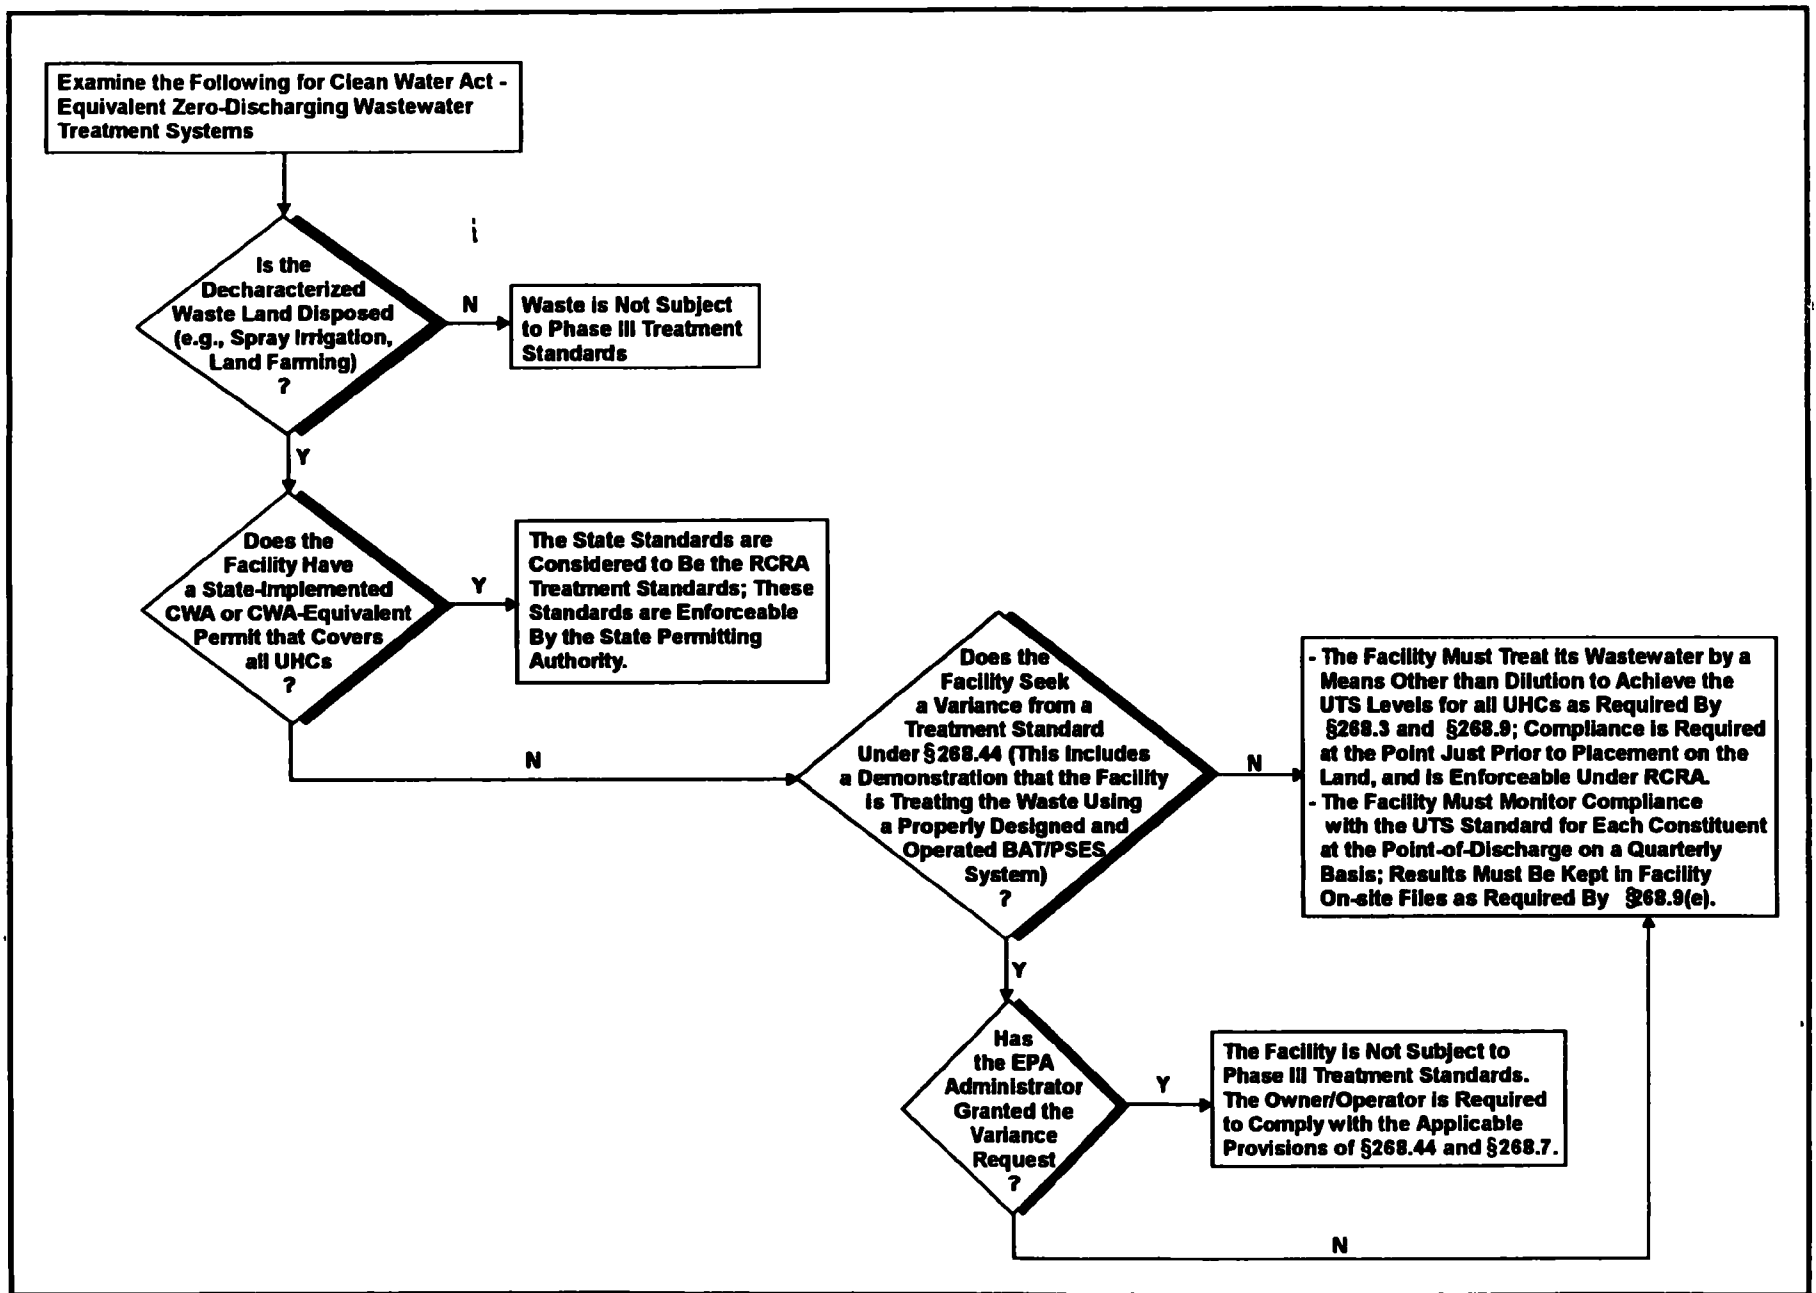 Examine the Following for Clean Water Act -
Equivalent Zero-Discharging Wastewater
Treatment Systems
Is the
Decharacterized
Waste Land Disposed
(e.g., Spray Irrigation,
Land Farming)
?
N
Waste is Not Subject
to Phase III Treatment
Standards
Y
Does the
Facility Have
a State-Implemented
CWA or CWA-Equivalent
Permit that Covers
all UHCs
?
Y
The State Standards are
Considered to Be the RCRA
Treatment Standards; These
Standards are Enforceable
By the State Permitting
Authority.
N
Does the
Facility Seek
a Variance from a
Treatment Standard
Under §268.44 (This Includes
a Demonstration that the Facility
is Treating the Waste Using
a Properly Designed and
Operated BAT/PSES
System)
?
N
- The Facility Must Treat its Wastewater by a
Means Other than Dilution to Achieve the
UTS Levels for all UHCs as Required By
§268.3 and §268.9; Compliance is Required
at the Point Just Prior to Placement on the
Land, and is Enforceable Under RCRA.
- The Facility Must Monitor Compliance
with the UTS Standard for Each Constituent
at the Point-of-Discharge on a Quarterly
Basis; Results Must Be Kept in Facility
On-site Files as Required By §268.9(e).
Y
Has
the EPA
Administrator
Granted the
Variance
Request
?
Y
The Facility is Not Subject to
Phase III Treatment Standards.
The Owner/Operator is Required
to Comply with the Applicable
Provisions of §268.44 and §268.7.
N